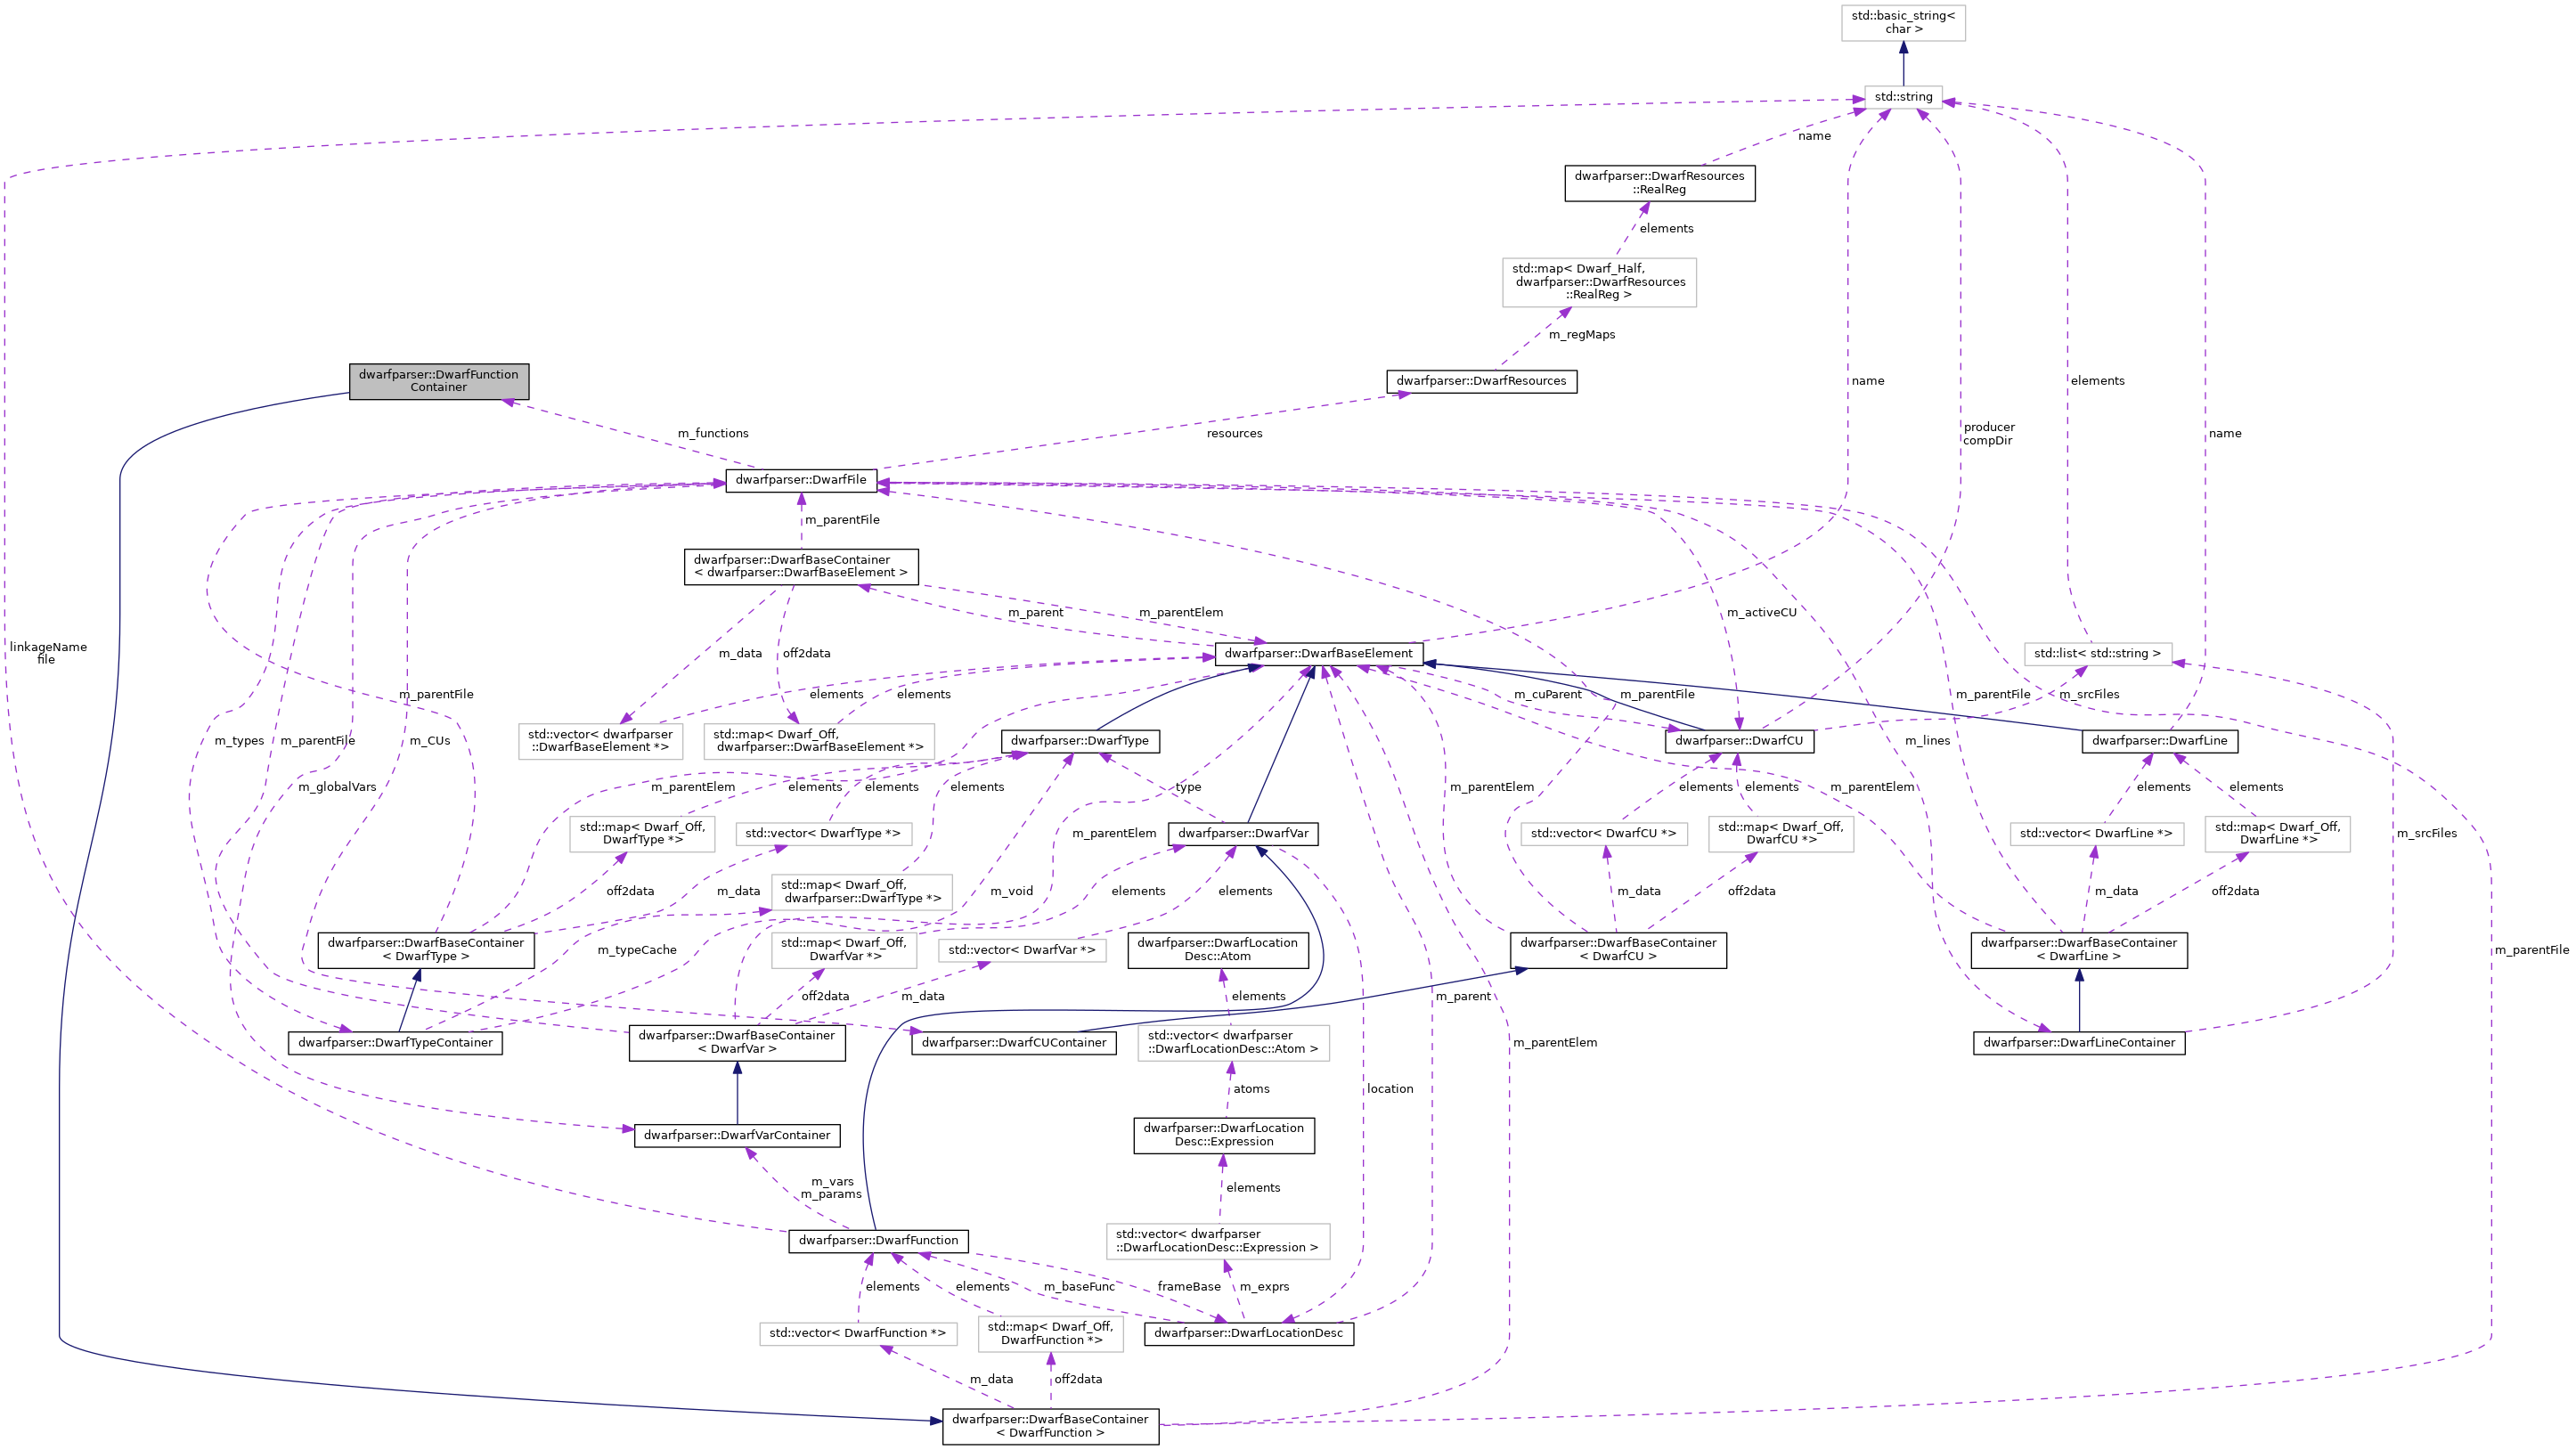 std::basic_string<
char >
std::string
name
dwarfparser::DwarfResources
::RealReg
elements
std::map< Dwarf_Half,
dwarfparser::DwarfResources
::RealReg >
m_regMaps
dwarfparser::DwarfFunction
Container
dwarfparser::DwarfResources
name
elements
producer
compDir
name
m_functions
resources
dwarfparser::DwarfFile
m_parentFile
dwarfparser::DwarfBaseContainer
< dwarfparser::DwarfBaseElement >
m_parent
m_parentElem
m_activeCU
linkageName
file
m_data
off2data
dwarfparser::DwarfBaseElement
std::list< std::string >
m_parentFile
elements
elements
m_cuParent
m_parentFile
m_parentFile
m_srcFiles
std::vector< dwarfparser
::DwarfBaseElement *>
std::map< Dwarf_Off,
dwarfparser::DwarfBaseElement *>
m_types
m_parentFile
m_CUs
dwarfparser::DwarfType
dwarfparser::DwarfCU
m_lines
dwarfparser::DwarfLine
m_globalVars
m_parentElem
elements
elements
elements
type
m_parentElem
elements
elements
m_parentElem
elements
elements
std::map< Dwarf_Off,
DwarfType *>
std::vector< DwarfType *>
m_parentElem
dwarfparser::DwarfVar
std::vector< DwarfCU *>
std::map< Dwarf_Off,
DwarfCU *>
std::vector< DwarfLine *>
std::map< Dwarf_Off,
DwarfLine *>
m_srcFiles
off2data
m_data
std::map< Dwarf_Off,
dwarfparser::DwarfType *>
m_void
elements
elements
m_data
off2data
m_data
off2data
dwarfparser::DwarfBaseContainer
< DwarfType >
m_typeCache
std::map< Dwarf_Off,
DwarfVar *>
std::vector< DwarfVar *>
dwarfparser::DwarfLocation
Desc::Atom
dwarfparser::DwarfBaseContainer
< DwarfCU >
dwarfparser::DwarfBaseContainer
< DwarfLine >
m_parentFile
off2data
m_data
elements
m_parent
dwarfparser::DwarfTypeContainer
dwarfparser::DwarfBaseContainer
< DwarfVar >
dwarfparser::DwarfCUContainer
std::vector< dwarfparser
::DwarfLocationDesc::Atom >
m_parentElem
dwarfparser::DwarfLineContainer
atoms
location
dwarfparser::DwarfVarContainer
dwarfparser::DwarfLocation
Desc::Expression
m_vars
m_params
elements
dwarfparser::DwarfFunction
std::vector< dwarfparser
::DwarfLocationDesc::Expression >
elements
elements
m_baseFunc
frameBase
m_exprs
std::vector< DwarfFunction *>
std::map< Dwarf_Off,
DwarfFunction *>
dwarfparser::DwarfLocationDesc
m_data
off2data
dwarfparser::DwarfBaseContainer
< DwarfFunction >